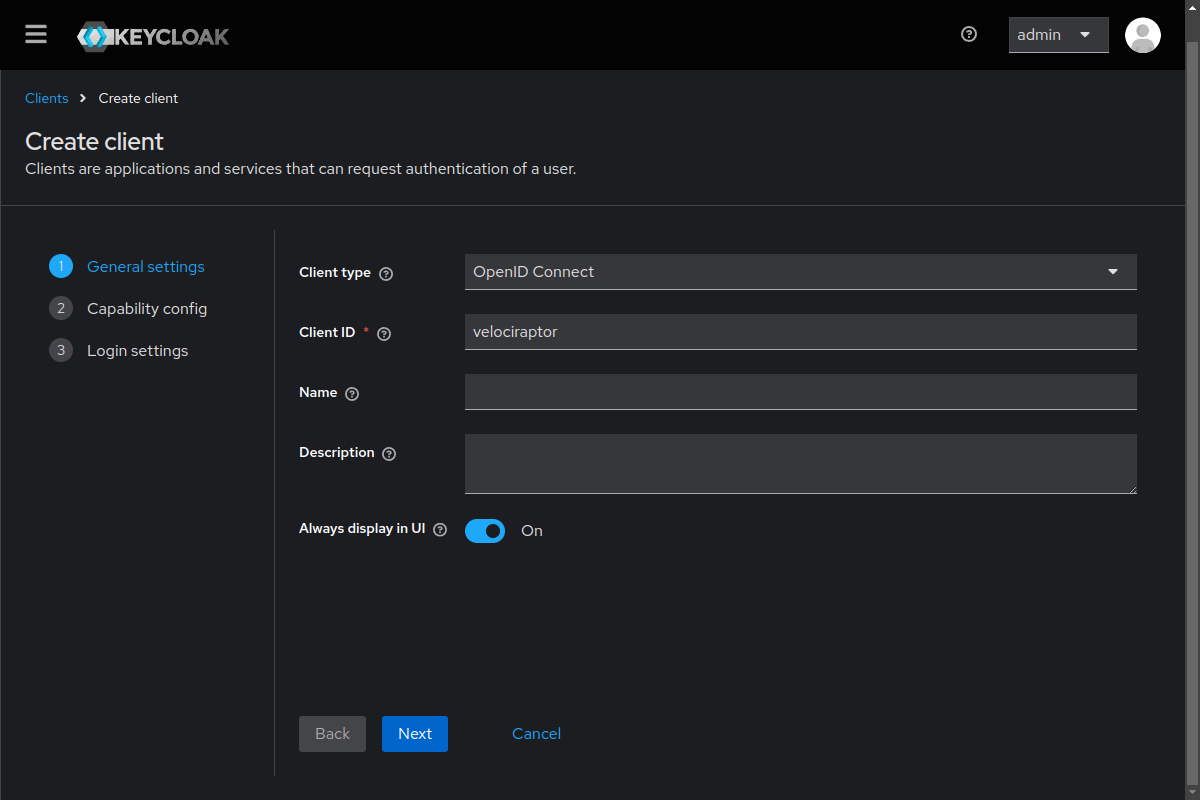 KEYCLOAK
admin
Clients
Create client
Create client
Clients are applications and services that can request authentication of a user.
1 General settings
2 Capability config
3 Login settings
Client type
OpenID Connect
Client ID *
velociraptor
Name
Description
Always display in UI
On
Back
Next
Cancel